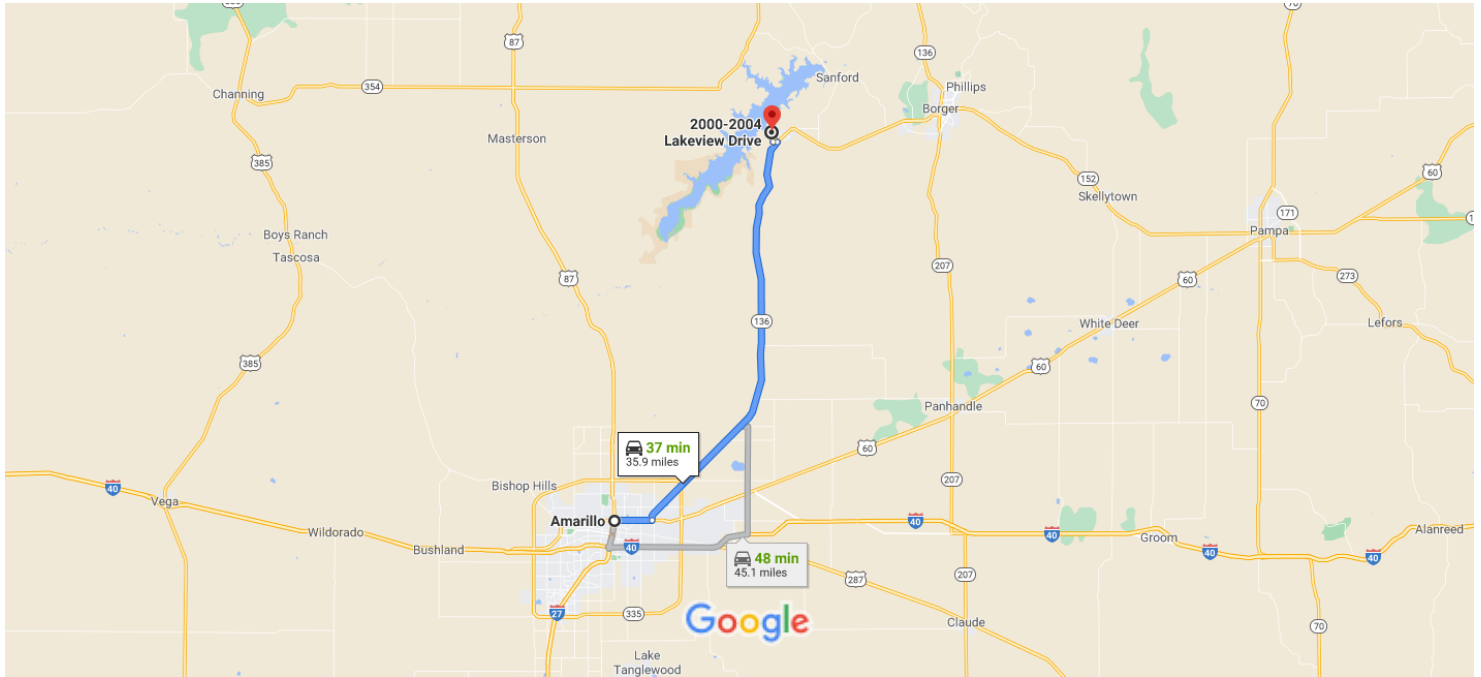 70
87
136
Sanford
Phillips
Channing
354
Borger
2000-2004
Lakeview Drive
Masterson
385
60
152
Skellytown
171
Pampa
Boys Ranch
Tascosa
87
207
60
273
136
White Deer
Lefors
385
60
Panhandle
70
37 min
35.9 miles
60
Bishop Hills
40
Vega
207
Amarillo
40
Wildorado
40
Alanreed
Bushland
40
Groom
40
40
48 min
45.1 miles
287
207
27
335
Google
Claude
70
Lake
Tanglewood